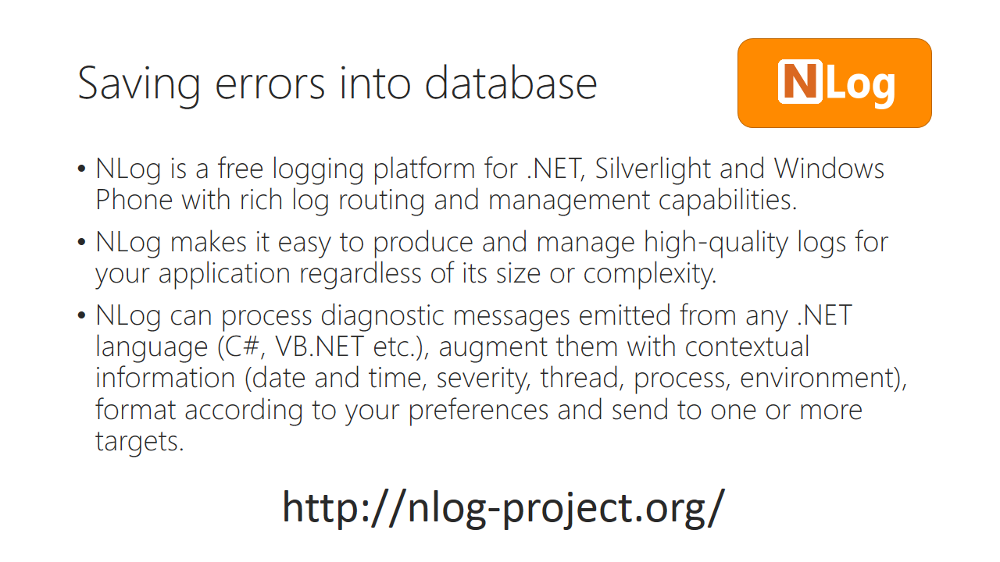 Saving errors into database
NLog
• NLog is a free logging platform for .NET, Silverlight and Windows
Phone with rich log routing and management capabilities.
• NLog makes it easy to produce and manage high-quality logs for
your application regardless of its size or complexity.
• NLog can process diagnostic messages emitted from any .NET
language (C#, VB.NET etc.), augment them with contextual
information (date and time, severity, thread, process, environment),
format according to your preferences and send to one or more
targets.
http://nlog-project.org/